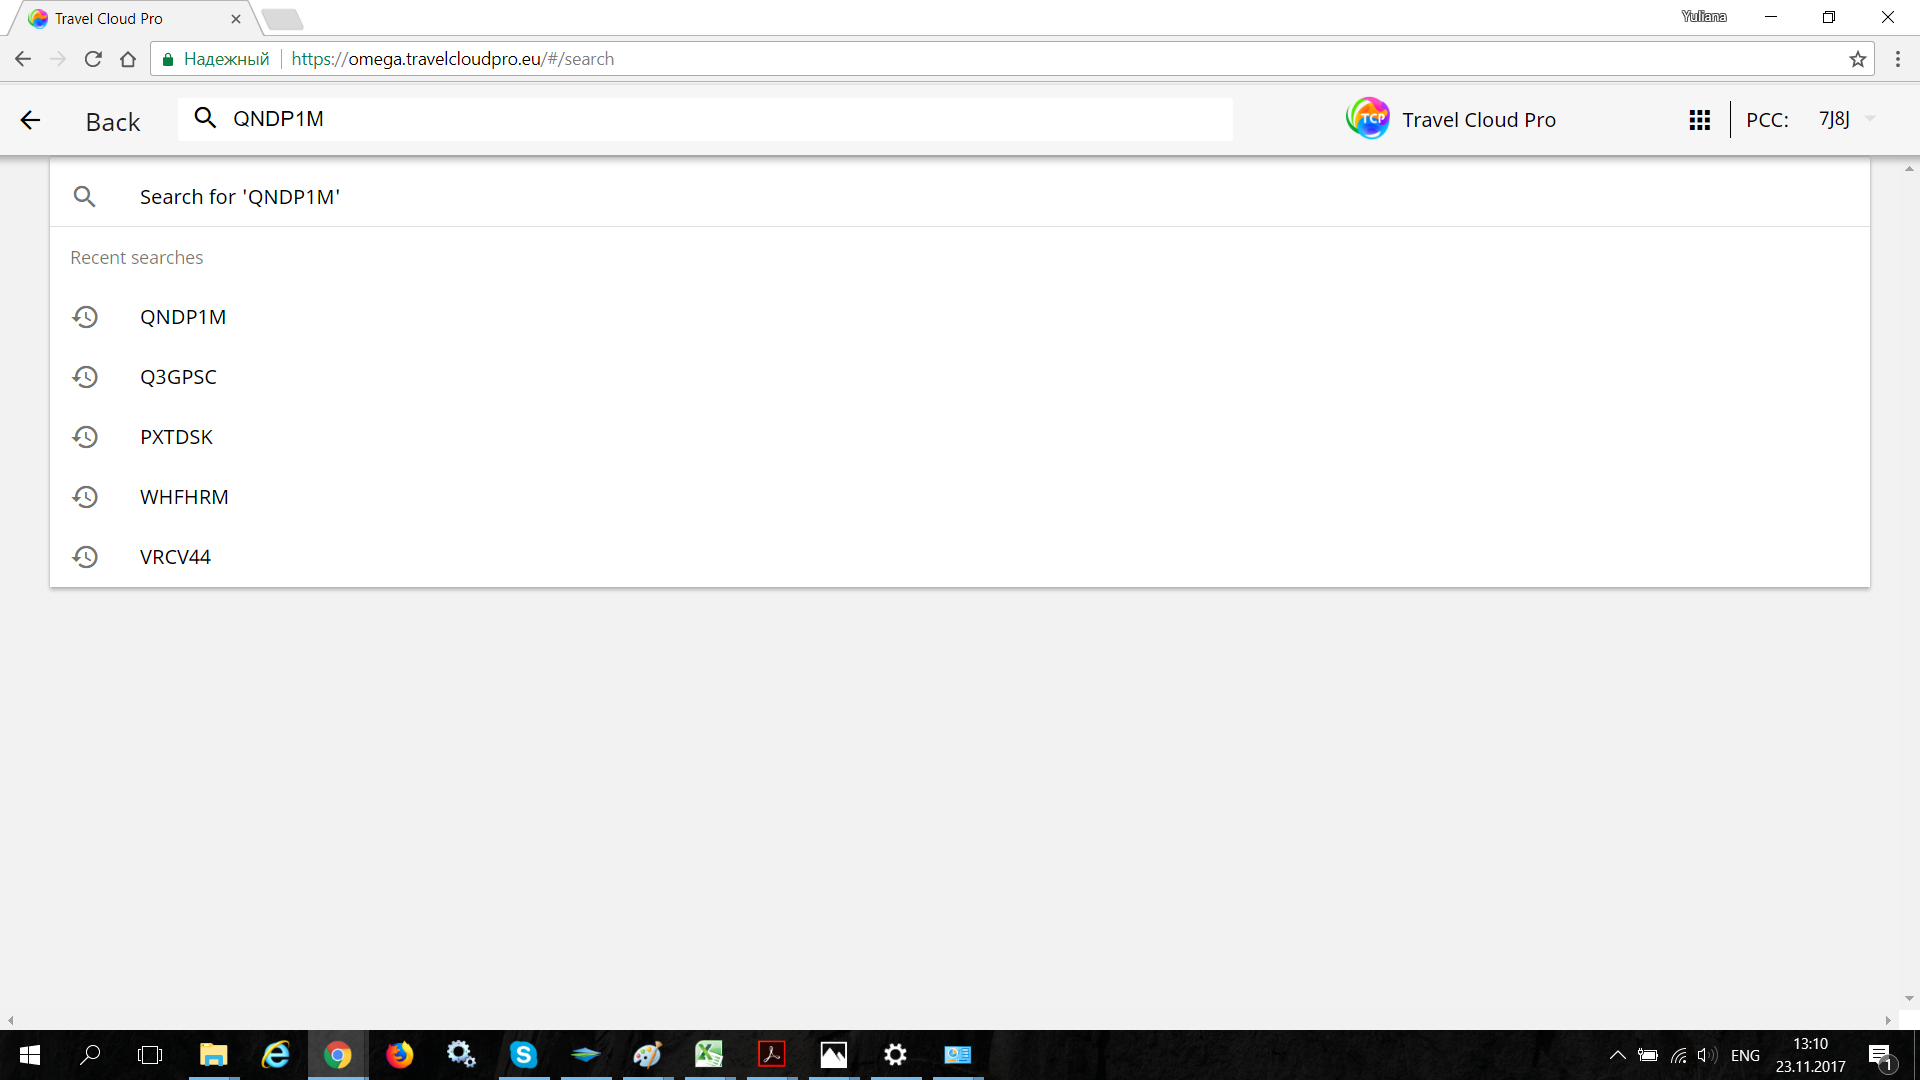 Travel Cloud Pro
Yuliana
Надежный
https://omega.travelcloudpro.eu/#/search
Back
QNDP1M
TCP
Travel Cloud Pro
PCC:
7J8J
Search for 'QNDP1M'
Recent searches
QNDP1M
Q3GPSC
PXTDSK
WHFHRM
VRCV44
ENG
13:10
23.11.2017
1